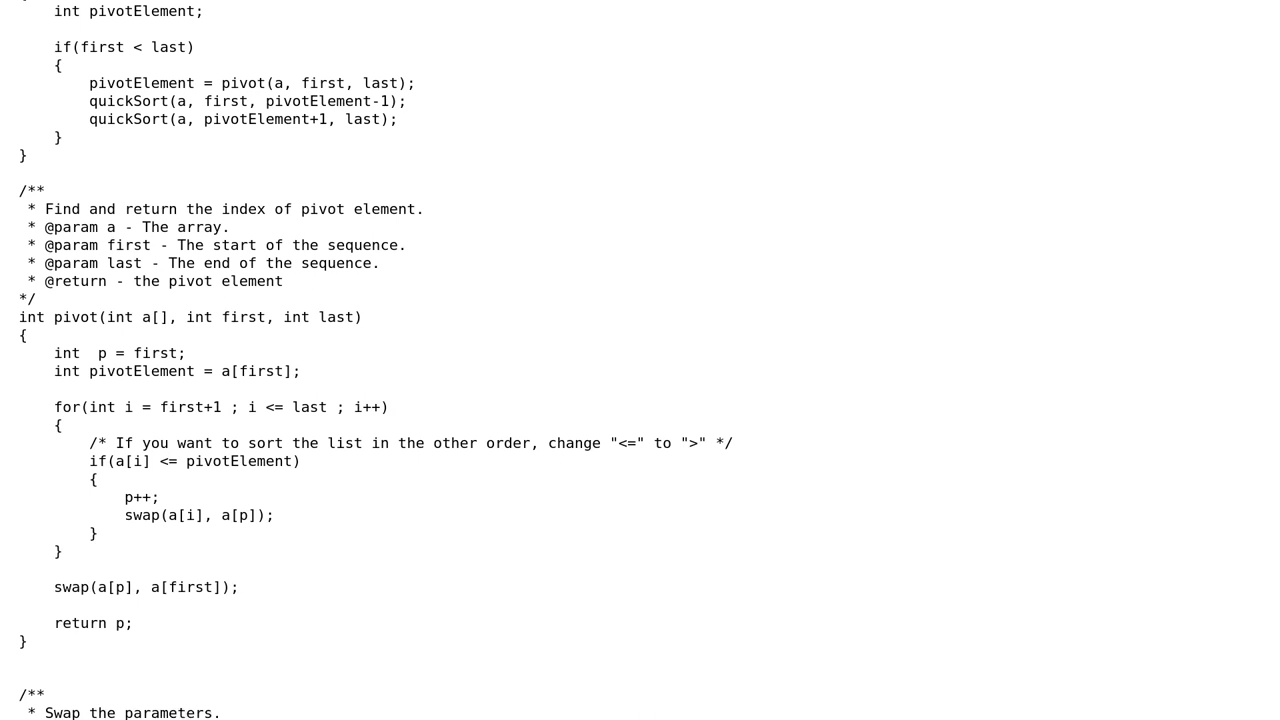 int pivotElement;

    if(first < last)
    {
        pivotElement = pivot(a, first, last);
        quickSort(a, first, pivotElement-1);
        quickSort(a, pivotElement+1, last);
    }
}

/**
 * Find and return the index of pivot element.
 * @param a - The array.
 * @param first - The start of the sequence.
 * @param last - The end of the sequence.
 * @return - the pivot element
*/
int pivot(int a[], int first, int last)
{
    int  p = first;
    int pivotElement = a[first];

    for(int i = first+1 ; i <= last ; i++)
    {
        /* If you want to sort the list in the other order, change "<=" to ">" */
        if(a[i] <= pivotElement)
        {
            p++;
            swap(a[i], a[p]);
        }
    }

    swap(a[p], a[first]);

    return p;
}


/**
 * Swap the parameters.